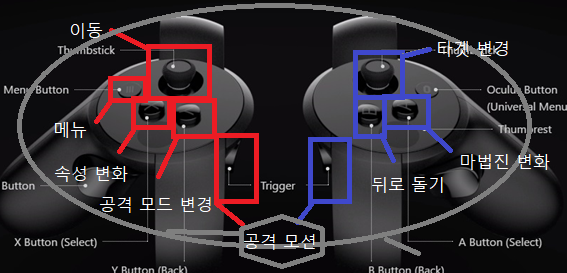 이동
타겟 변경
Thumbstick
Thumbstick
Menu Button
Oculus Button
(Universal Menu
메뉴
Thumbrest
속성 변화
마법진 변화
Button
Trigger
뒤로 돌기
공격 모드 변경
X Button (Select)
공격 모션
A Button (Select)
Y Button (Back)
B Button (Back)